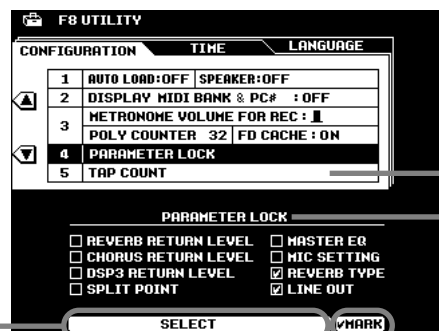 F8 UTILITY
CONFIGURATION TIME LANGUAGE
1 AUTO LOAD:OFF SPEAKER:OFF
2 DISPLAY MIDI BANK & PC# :OFF
3 METRONOME VOLUME FOR REC:
POLY COUNTER 32 FD CACHE:ON
4 PARAMETER LOCK
5 TAP COUNT
PARAMETER LOCK
REVERB RETURN LEVEL MASTER EQ
CHORUS RETURN LEVEL MIC SETTING
DSP3 RETURN LEVEL REVERB TYPE
SPLIT POINT LINE OUT
SELECT MARK